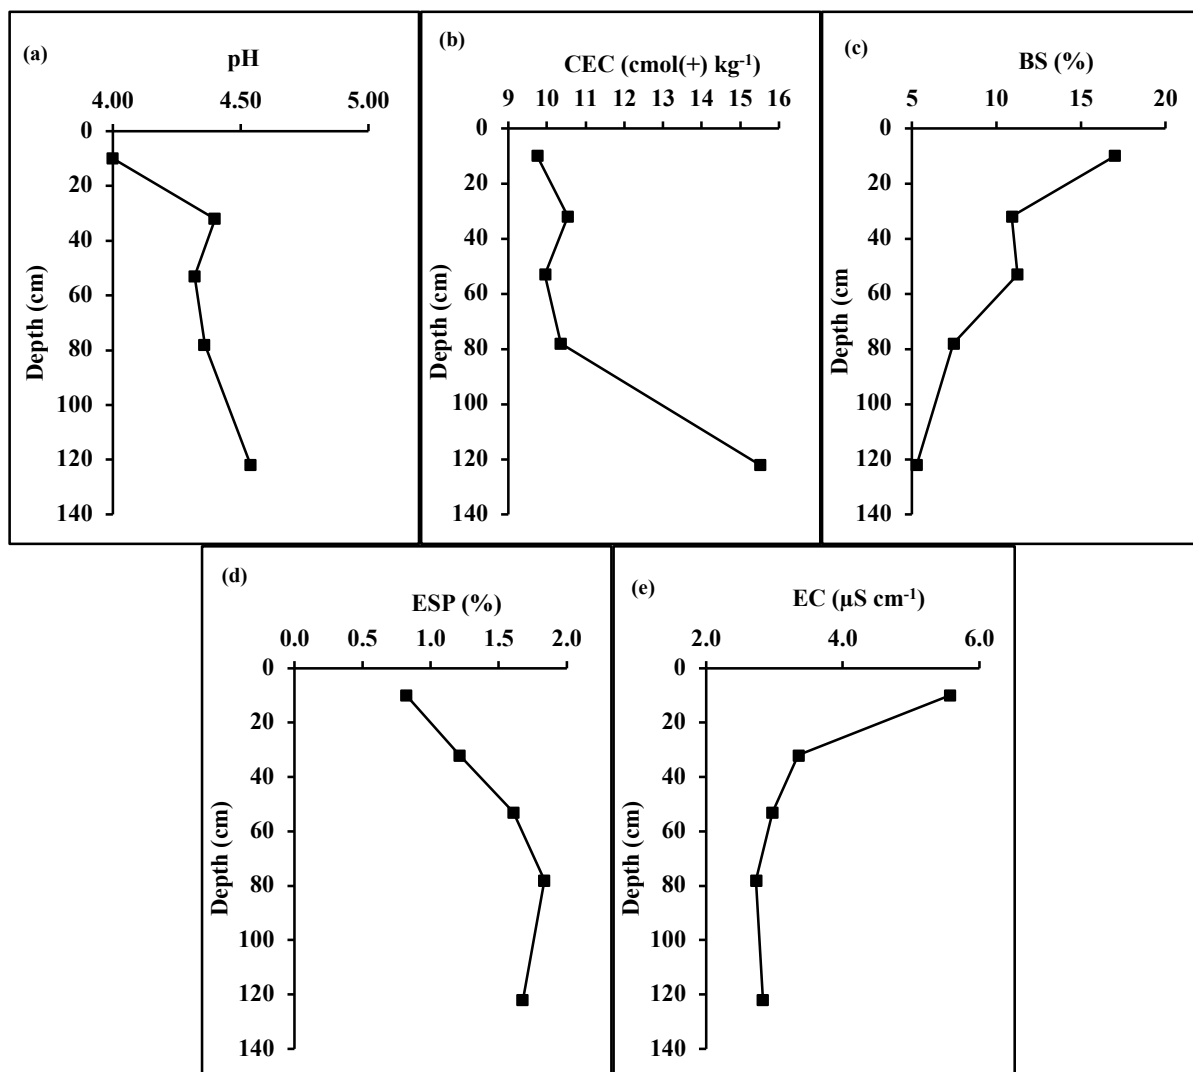 (a)
pH
4.00 4.50 5.00
0
20
40
60
80
100
120
140
Depth (cm)
(b)
CEC (cmol(+) kg-1)
9 10 11 12 13 14 15 16
0
20
40
60
80
100
120
140
Depth (cm)
(c)
BS (%)
5 10 15 20
0
20
40
60
80
100
120
140
Depth (cm
(d)
ESP (%)
0.0 0.5 1.0 1.5 2.0
0
20
40
60
80
100
120
140
Depth (cm)
(e)
EC (µS cm-1)
2.0 4.0 6.0
0
20
40
60
80
100
120
140
Depth (cm)